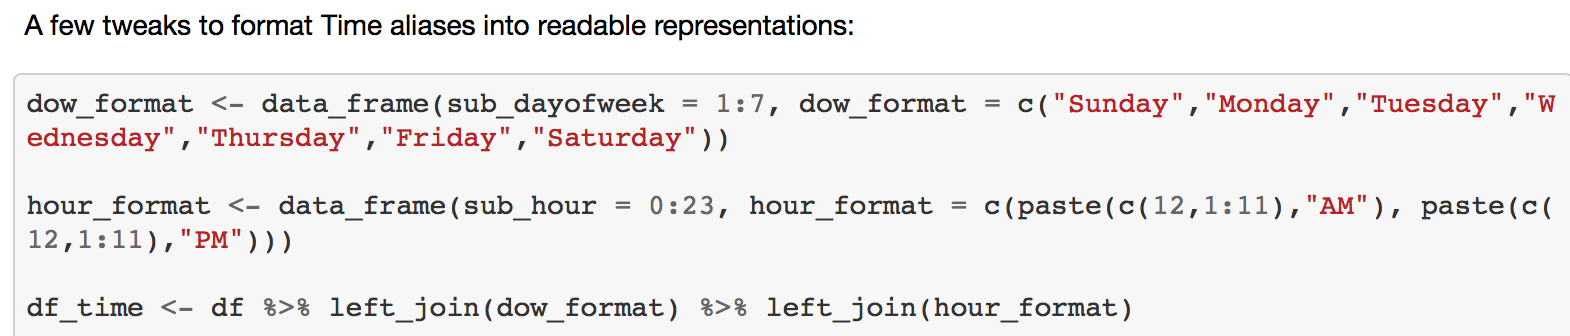 A few tweaks to format Time aliases into readable representations:
dow_format <- data_frame(sub_dayofweek = 1:7, dow_format = c("Sunday","Monday","Tuesday","W
ednesday","Thursday","Friday","Saturday"))
hour_format <- data_frame(sub_hour = 0:23, hour_format = c(paste(c(12,1:11),"AM"), paste(c(
12,1:11),"PM")))
df_time <- df %>% left_join(dow_format) %>% left_join(hour_format)